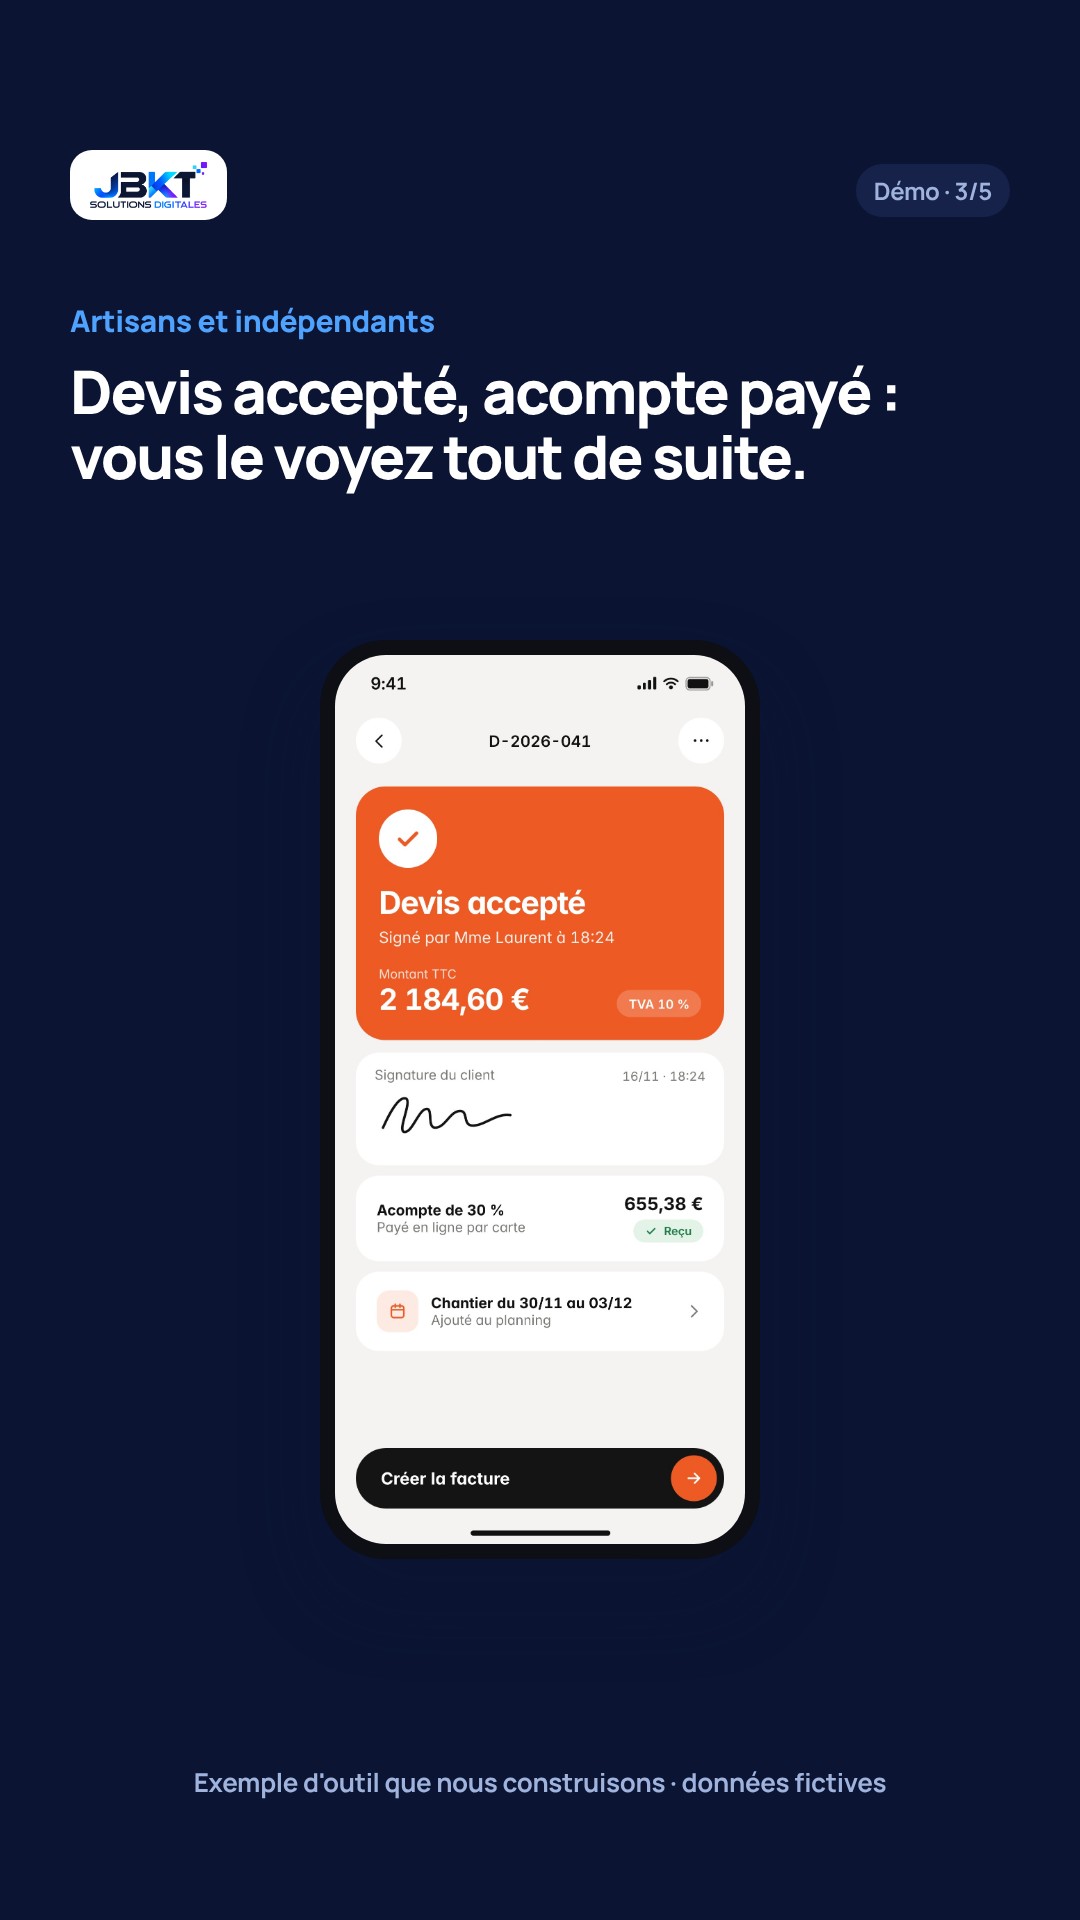 JBKT
SOLUTIONS DIGITALES
Démo · 3/5
Artisans et indépendants
Devis accepté, acompte payé :
vous le voyez tout de suite.
9:41
D-2026-041
Devis accepté
Signé par Mme Laurent à 18:24
Montant TTC
2 184,60 €
TVA 10 %
Signature du client
16/11 · 18:24
Acompte de 30 %
655,38 €
Payé en ligne par carte
Reçu
Chantier du 30/11 au 03/12
Ajouté au planning
Créer la facture
Exemple d'outil que nous construisons · données fictives